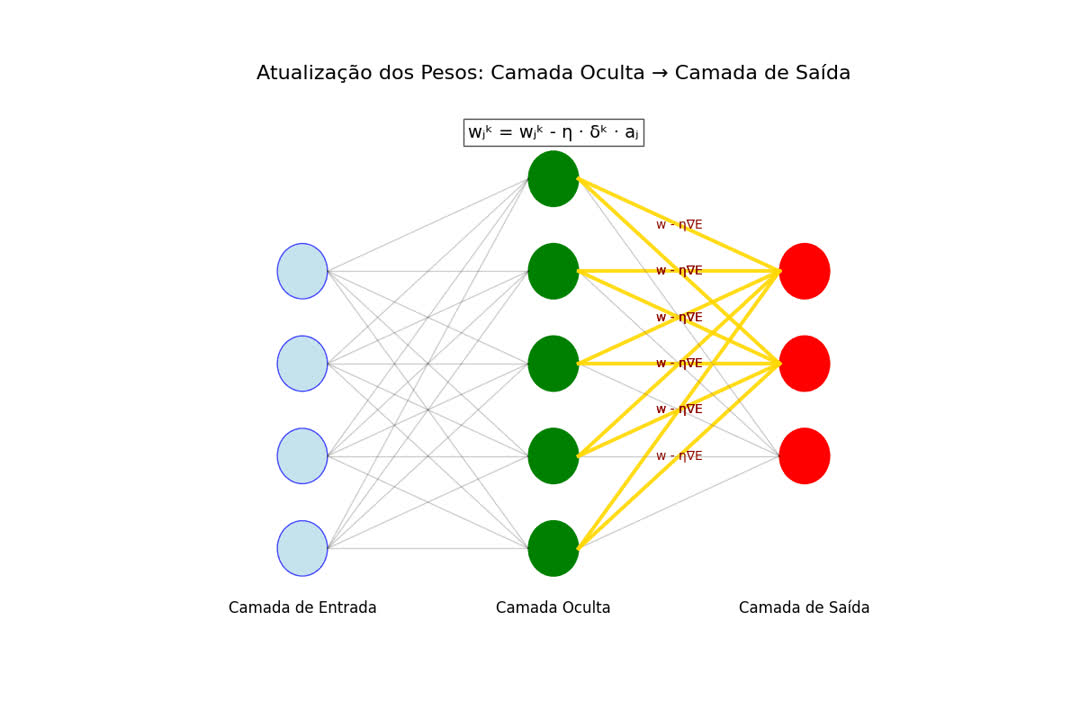 Atualização dos Pesos: Camada Oculta → Camada de Saída
wⱼᵏ = wⱼᵏ - η · δᵏ · aⱼ
w - η∇E
w - η∇E
w - η∇E
w - η∇E
w - η∇E
w - η∇E
Camada de Entrada Camada Oculta Camada de Saída